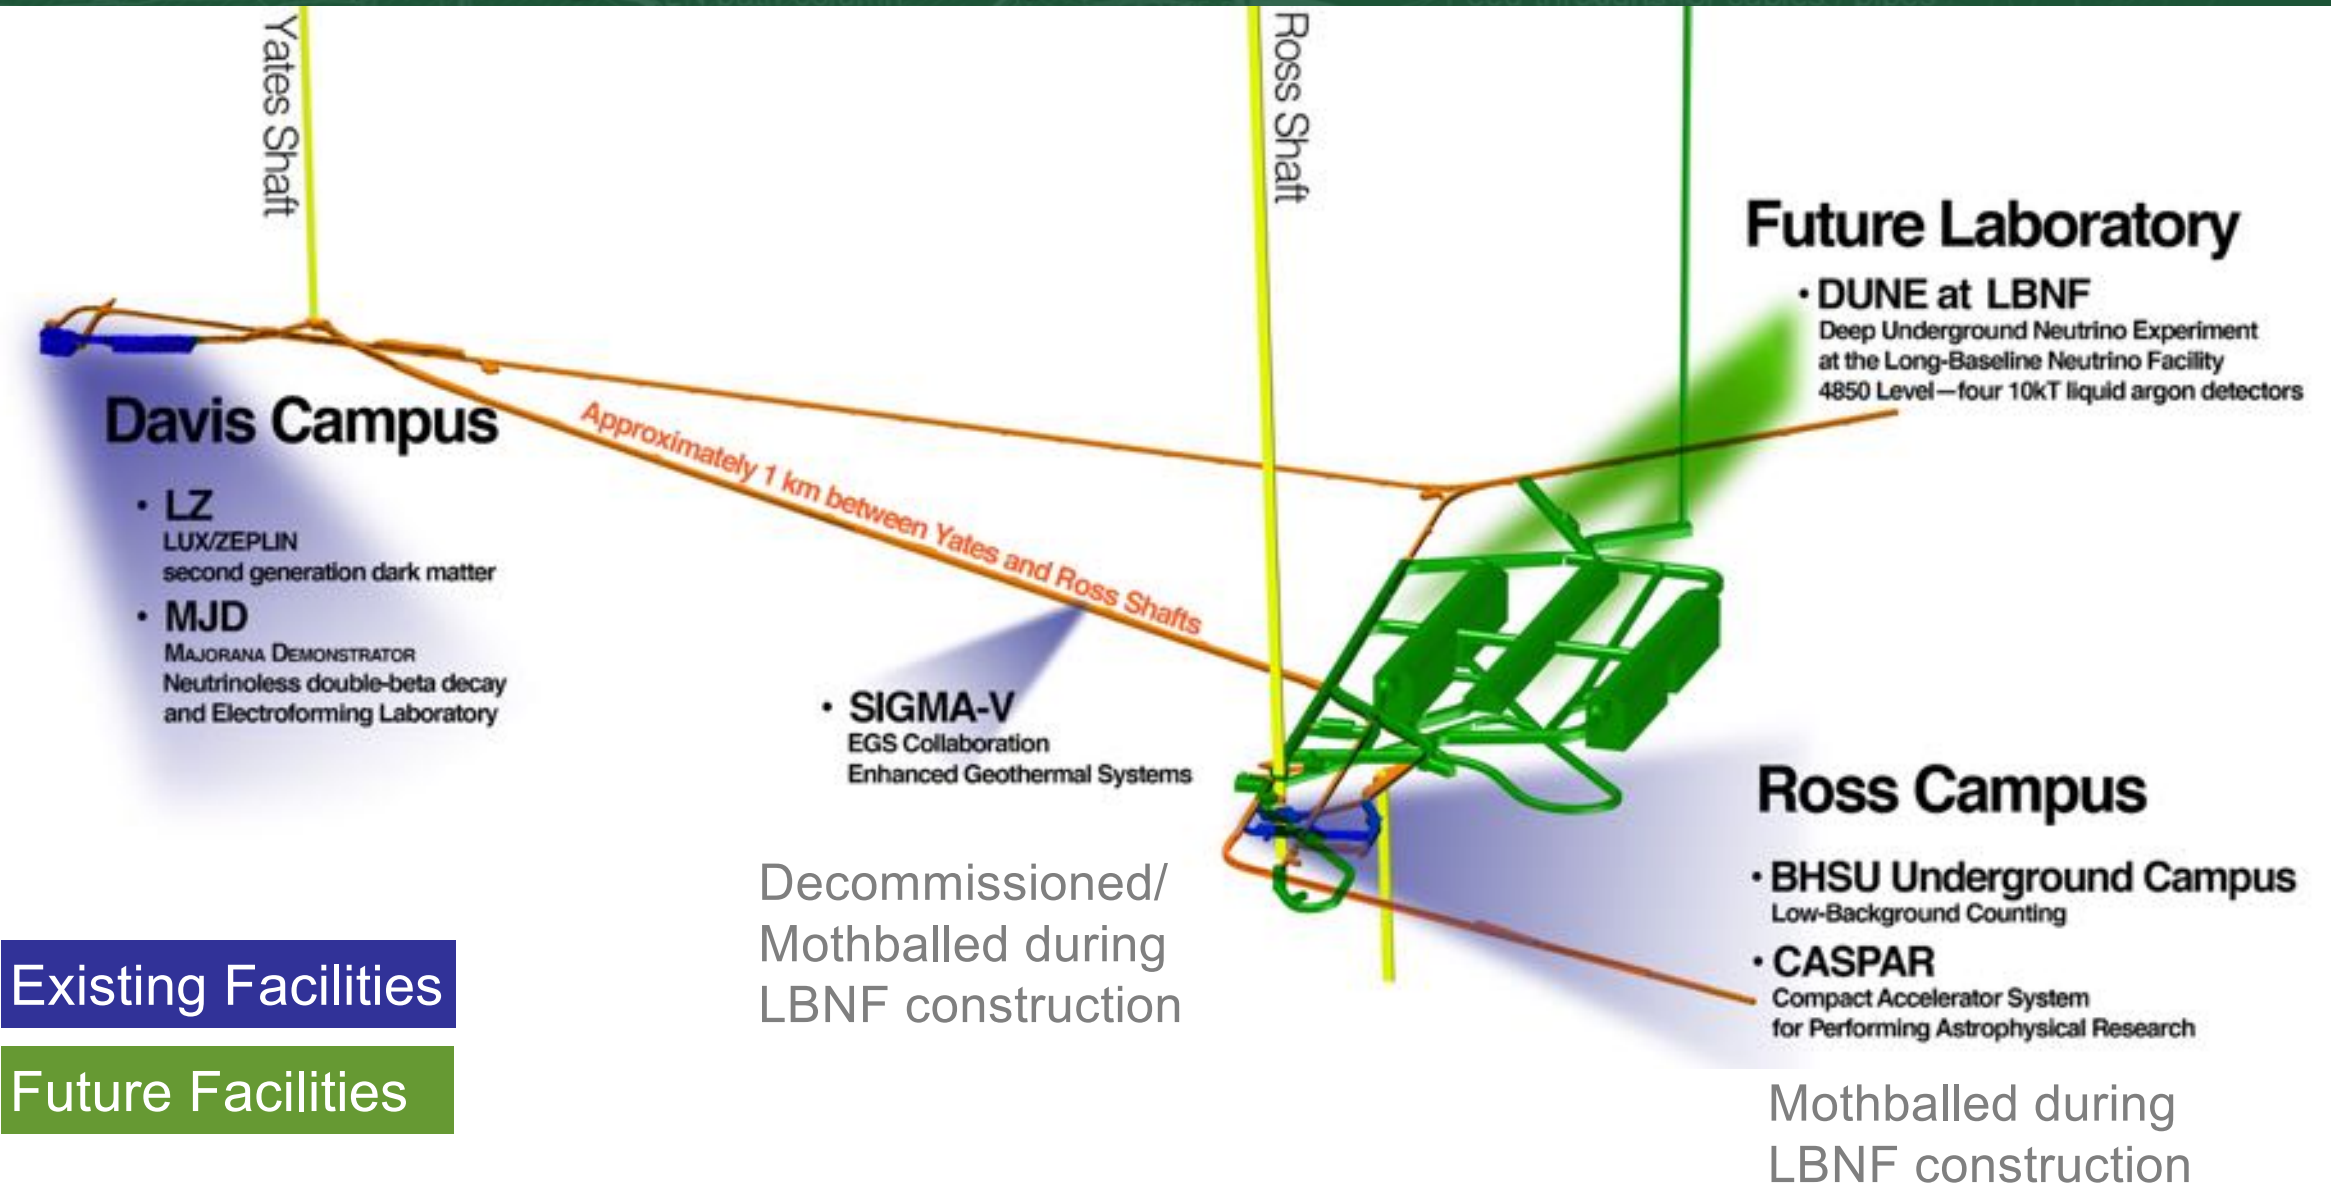 Yates Shaft
Ross Shaft
Future Laboratory
• DUNE at LBNF
Deep Underground Neutrino Experiment
at the Long-Baseline Neutrino Facility
4850 Level—four 10kT liquid argon detectors
Davis Campus
• LZ
LUX/ZEPLIN
second generation dark matter
• MJD
MAJORANA DEMONSTRATOR
Neutrinoless double-beta decay
and Electroforming Laboratory
Approximately 1 km between Yates and Ross Shafts
• SIGMA-V
EGS Collaboration
Enhanced Geothermal Systems
Decommissioned/
Mothballed during
LBNF construction
Ross Campus
• BHSU Underground Campus
Low-Background Counting
• CASPAR
Compact Accelerator System
for Performing Astrophysical Research
Mothballed during
LBNF construction
Existing Facilities
Future Facilities